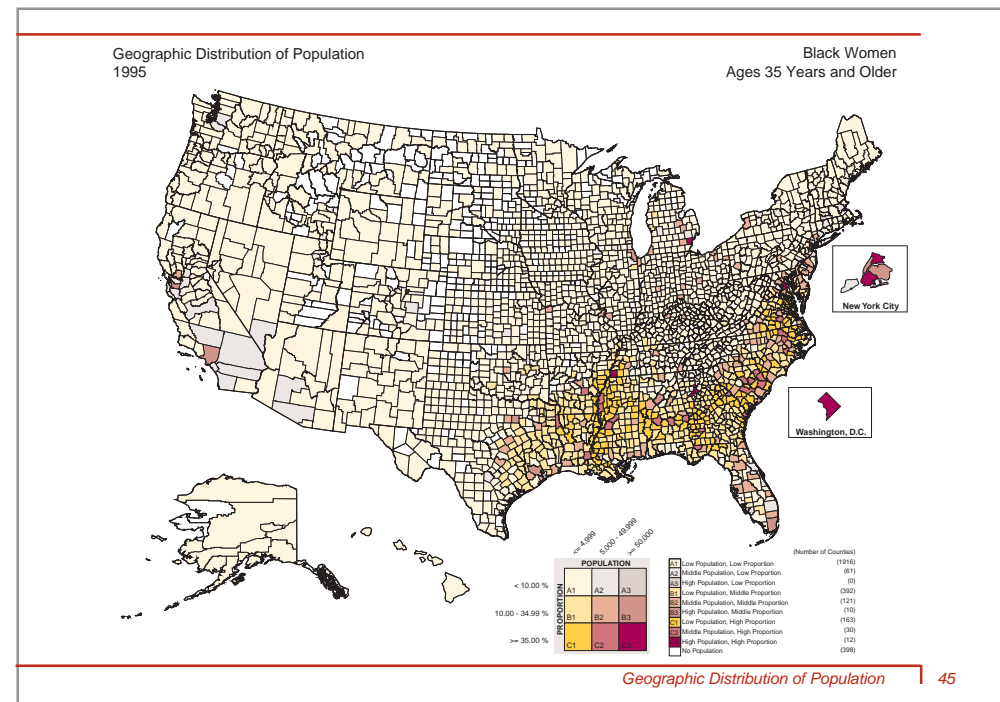 Geographic Distribution of Population
1995
Black Women
Ages 35 Years and Older
New York City
Washington, D.C.
<= 4,999
5,000 - 49,999
>= 50,000
POPULATION
PROPORTION
< 10.00 %
10.00 - 34.99 %
>= 35.00 %
A1 A2 A3
B1 B2 B3
C1 C2 C3
(Number of Counties)
A1 Low Population, Low Proportion (1916)
A2 Middle Population, Low Proportion (61)
A3 High Population, Low Proportion (0)
B1 Low Population, Middle Proportion (392)
B2 Middle Population, Middle Proportion (121)
B3 High Population, Middle Proportion (10)
C1 Low Population, High Proportion (163)
C2 Middle Population, High Proportion (30)
High Population, High Proportion (12)
No Population (398)
Geographic Distribution of Population 45